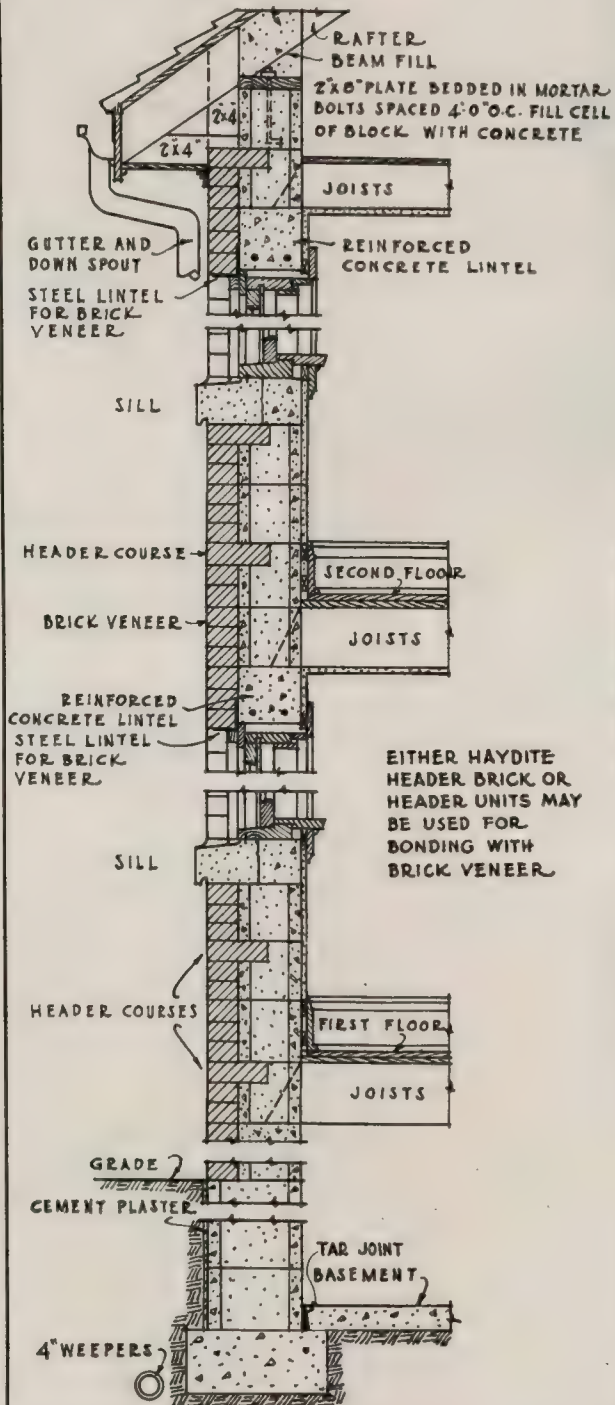 RAFTER
BEAM FILL
2"x8" PLATE BEDDED IN MORTAR
BOLTS SPACED 4'-0" O.C. FILL CELL
OF BLOCK WITH CONCRETE
2"x4"
2"x4"
JOISTS
GUTTER AND
DOWN SPOUT
REINFORCED
CONCRETE LINTEL
STEEL LINTEL
FOR BRICK
VENEER
SILL
HEADER COURSE
SECOND FLOOR
BRICK VENEER
JOISTS
REINFORCED
CONCRETE LINTEL
STEEL LINTEL
FOR BRICK
VENEER
EITHER HAYDITE
HEADER BRICK OR
HEADER UNITS MAY
BE USED FOR
BONDING WITH
BRICK VENEER
SILL
HEADER COURSES
FIRST FLOOR
JOISTS
GRADE
CEMENT PLASTER
TAR JOINT
BASEMENT
4" WEEPERS